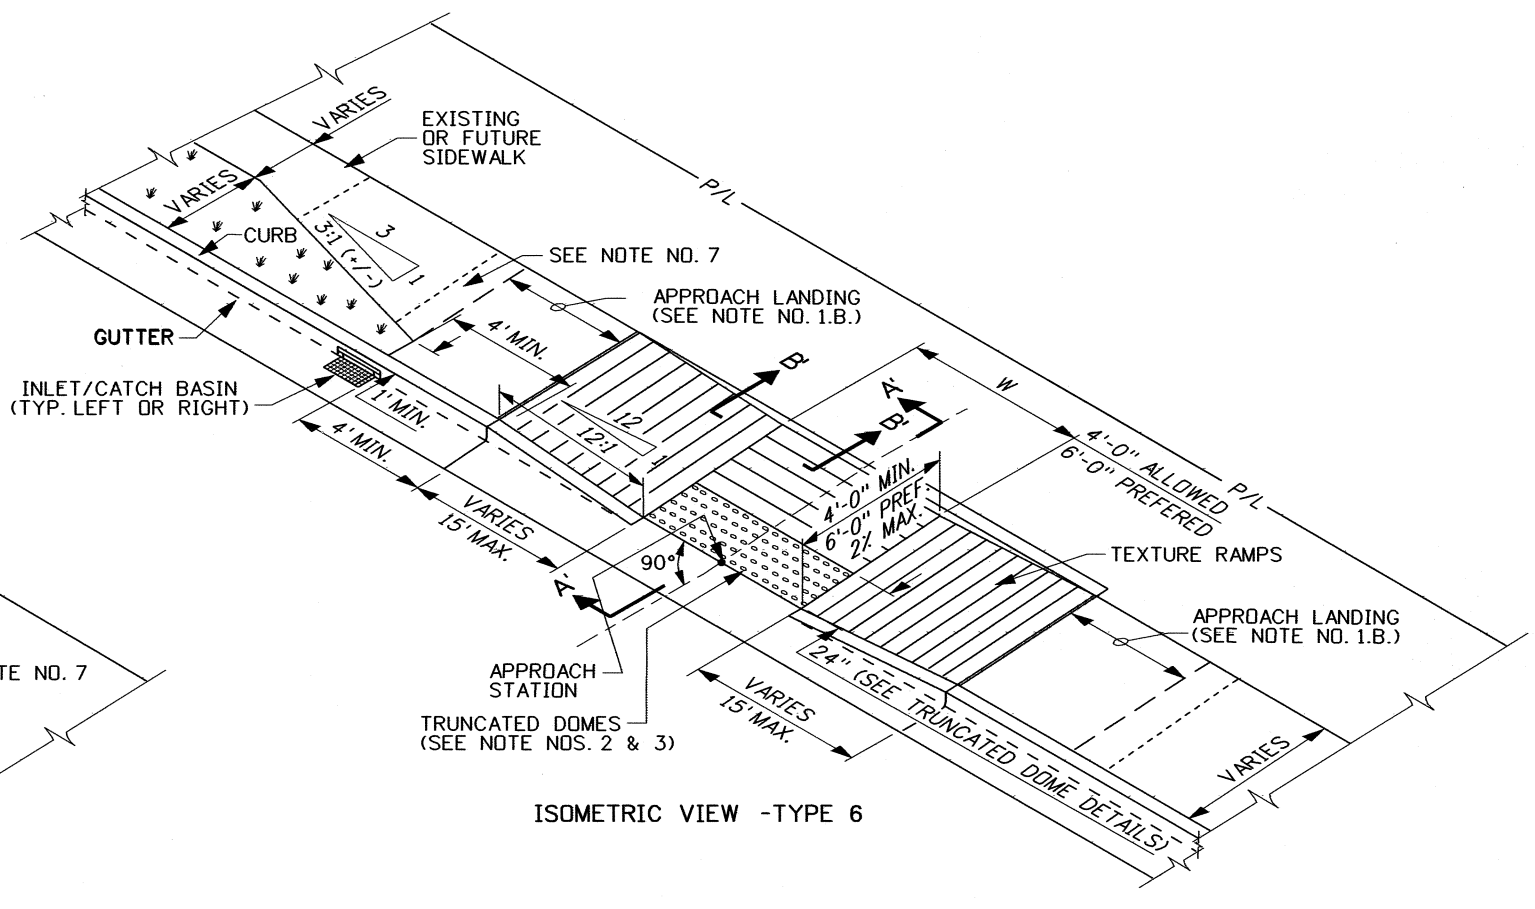 VARIES
EXISTING
OR FUTURE
SIDEWALK
P/L
VARIES
CURB
3
3:1 (+/-)
1
SEE NOTE NO. 7
APPROACH LANDING
(SEE NOTE NO. 1.B.)
GUTTER
4' MIN.
INLET/CATCH BASIN
(TYP. LEFT OR RIGHT)
1' MIN.
B'
A'
W
12
12:1
1
B'
4' MIN.
4'-0" ALLOWED
6'-0" PREFERED
P/L
4'-0" MIN.
6'-0" PREF
2% MAX.
VARIES
15' MAX.
TEXTURE RAMPS
90°
A'
APPROACH LANDING
(SEE NOTE NO. 1.B.)
TE NO. 7
APPROACH
STATION
24" (SEE TRUNCATED DOME DETAILS)
VARIES
15' MAX.
TRUNCATED DOMES
(SEE NOTE NOS. 2 & 3)
VARIES
ISOMETRIC VIEW -TYPE 6